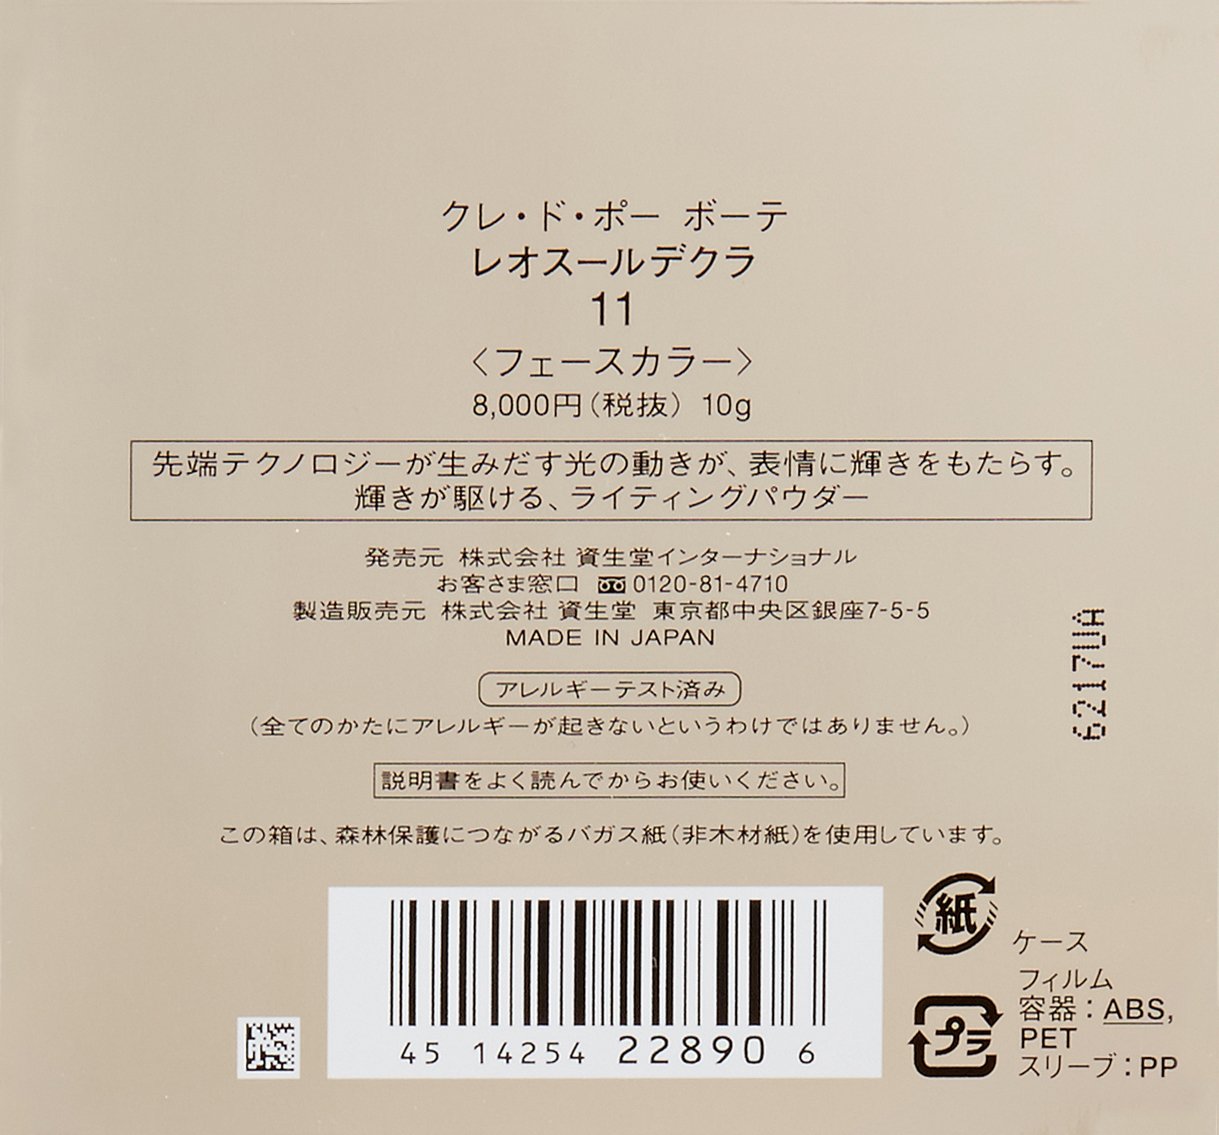 クレ・ド・ポー ボーテ
レオスールデクラ
11
〈フェースカラー〉
8,000円（税抜） 10g
先端テクノロジーが生みだす光の動きが、表情に輝きをもたらす。
輝きが駆ける、ライティングパウダー
発売元 株式会社 資生堂インターナショナル
お客さま窓口 0120-81-4710
製造販売元 株式会社 資生堂 東京都中央区銀座7-5-5
MADE IN JAPAN
6217UA
アレルギーテスト済み
（全てのかたにアレルギーが起きないというわけではありません。）
説明書をよく読んでからお使いください。
この箱は、森林保護につながるバガス紙（非木材紙）を使用しています。
45 14254 22890 6
紙
ケース
プラ
フィルム
容器：ABS,
PET
スリーブ：PP